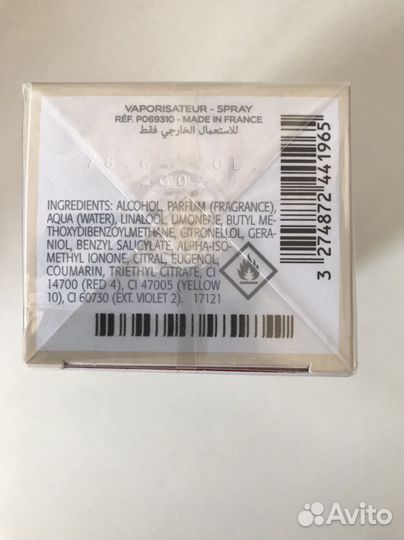 VAPORISATEUR - SPRAY
RÉF. P069310 - MADE IN FRANCE
للاستعمال الخارجي فقط
INGREDIENTS: ALCOHOL, PARFUM (FRAGRANCE),
AQUA (WATER), LINALOOL, LIMONENE, BUTYL ME-
THOXYDIBENZOYLMETHANE, CITRONELLOL, GERA-
NIOL, BENZYL SALICYLATE, ALPHA-ISO-
METHYL IONONE, CITRAL, EUGENOL,
COUMARIN, TRIETHYL CITRATE, CI
14700 (RED 4), CI 47005 (YELLOW
10), CI 60730 (EXT. VIOLET 2). 17121
3 274872 441965
Avito